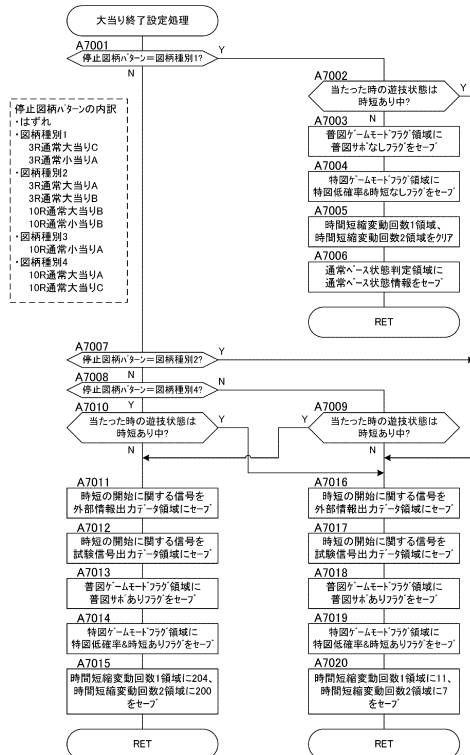 大当り終了設定処理
A7001
停止図柄パターン＝図柄種別1?
Y
N
A7002
当たった時の遊技状態は
時短あり中?
Y
N
停止図柄パターンの内訳
・はずれ
・図柄種別1
3R通常大当りC
3R通常小当りC
・図柄種別2
3R通常大当りA
3R通常大当りB
10R通常大当りB
10R通常小当りB
・図柄種別3
10R通常小当りA
・図柄種別4
10R通常大当りA
10R通常大当りC
A7003
普図ゲームモードフラグ領域に
普図サポなしフラグをセーブ
A7004
特図ゲームモードフラグ領域に
特図低確率&時短なしフラグをセーブ
A7005
時間短縮変動回数1領域、
時間短縮変動回数2領域をクリア
A7006
通常ベース状態判定領域に
通常ベース状態情報をセーブ
RET
A7007
停止図柄パターン＝図柄種別2?
Y
N
A7008
停止図柄パターン＝図柄種別4?
N
Y
A7010
当たった時の遊技状態は
時短あり中?
Y
N
A7009
当たった時の遊技状態は
時短あり中?
Y
N
A7011
時短の開始に関する信号を
外部情報出力データ領域にセーブ
A7012
時短の開始に関する信号を
試験信号出力データ領域にセーブ
A7013
普図ゲームモードフラグ領域に
普図サポありフラグをセーブ
A7014
特図ゲームモードフラグ領域に
特図低確率&時短ありフラグをセーブ
A7015
時間短縮変動回数1領域に204、
時間短縮変動回数2領域に200
をセーブ
RET
A7016
時短の開始に関する信号を
外部情報出力データ領域にセーブ
A7017
時短の開始に関する信号を
試験信号出力データ領域にセーブ
A7018
普図ゲームモードフラグ領域に
普図サポありフラグをセーブ
A7019
特図ゲームモードフラグ領域に
特図低確率&時短ありフラグをセーブ
A7020
時間短縮変動回数1領域に11、
時間短縮変動回数2領域に7
をセーブ
RET